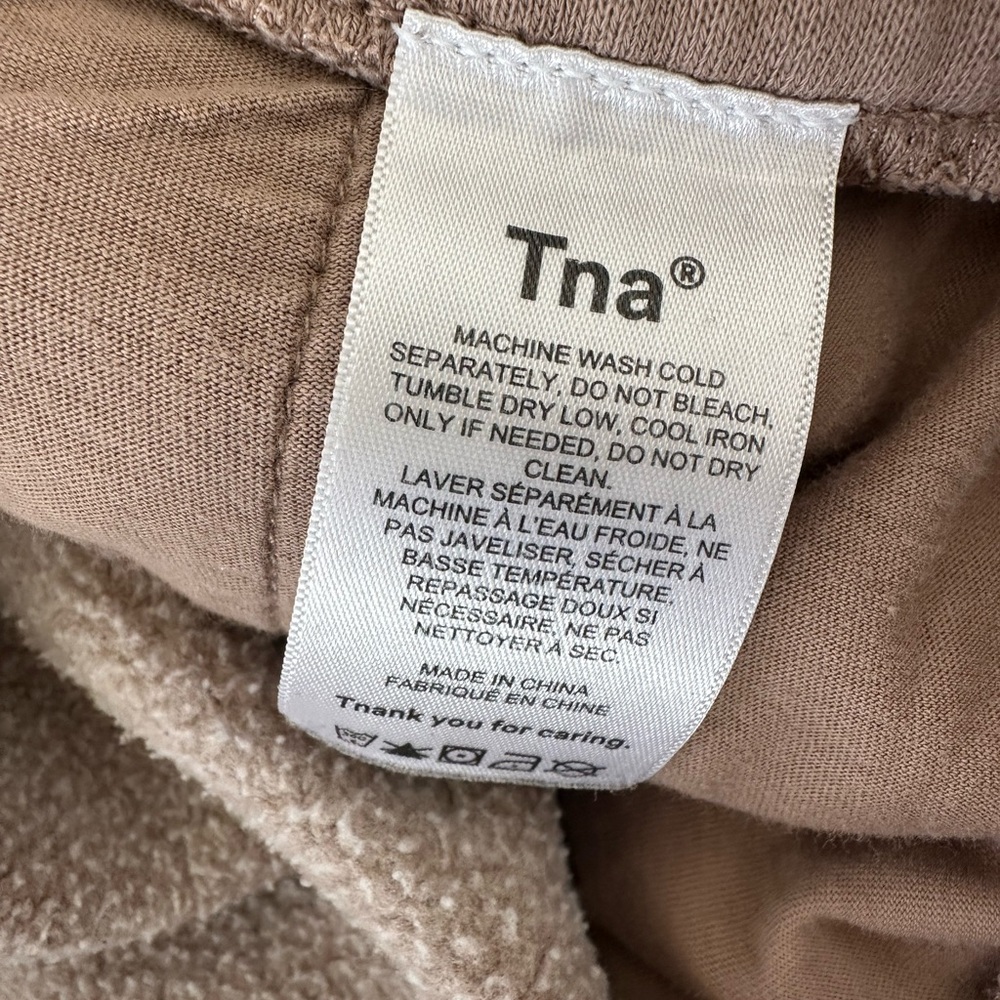 Tna®
MACHINE WASH COLD
SEPARATELY, DO NOT BLEACH,
TUMBLE DRY LOW, COOL IRON
ONLY IF NEEDED, DO NOT DRY
CLEAN.
LAVER SÉPARÉMENT À LA
MACHINE À L'EAU FROIDE, NE
PAS JAVELISER, SÉCHER À
BASSE TEMPÉRATURE,
REPASSAGE DOUX SI
NÉCESSAIRE, NE PAS
NETTOYER À SEC.
MADE IN CHINA
FABRIQUÉ EN CHINE
Tnank you for caring.